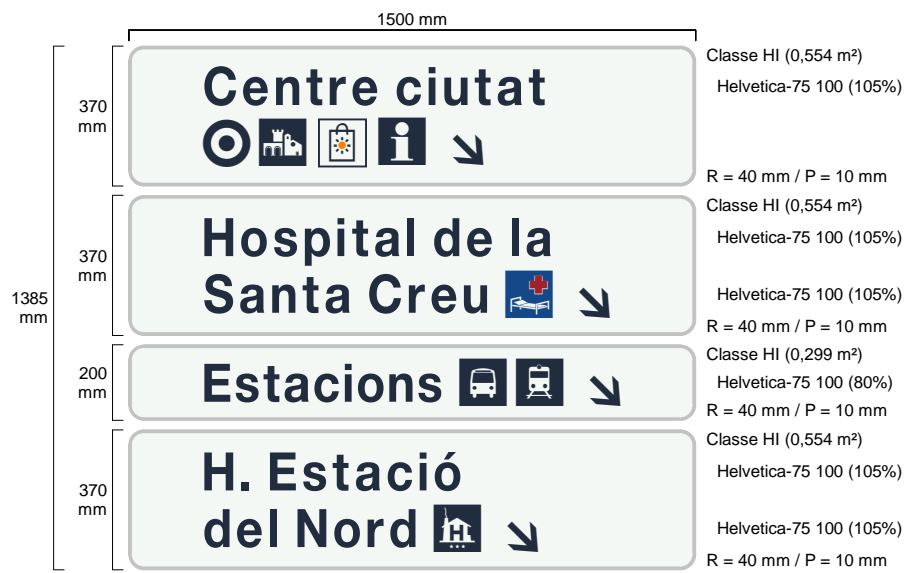 1500 mm
1385 mm
370 mm
Centre ciutat
i
Classe HI (0,554 m²)
Helvetica-75 100 (105%)
R = 40 mm / P = 10 mm
370 mm
Hospital de la
Santa Creu
Classe HI (0,554 m²)
Helvetica-75 100 (105%)
Helvetica-75 100 (105%)
R = 40 mm / P = 10 mm
200 mm
Estacions
Classe HI (0,299 m²)
Helvetica-75 100 (80%)
R = 40 mm / P = 10 mm
370 mm
H. Estació
del Nord
H
Classe HI (0,554 m²)
Helvetica-75 100 (105%)
Helvetica-75 100 (105%)
R = 40 mm / P = 10 mm